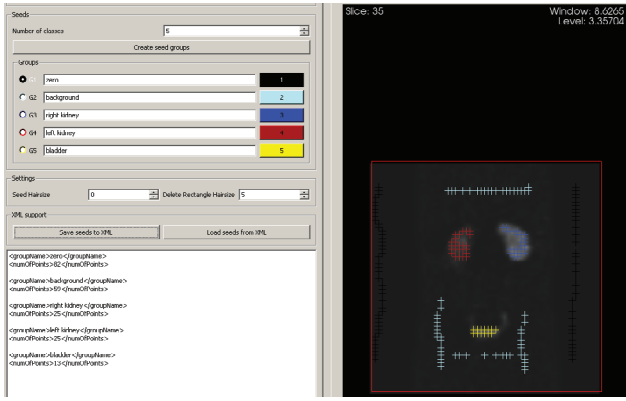 Seeds
Number of classes 5
Create seed groups
Groups
G1 zero 1
G2 background 2
G3 right kidney 3
G4 left kidney 4
G5 bladder 5
Settings
Seed Hairsize 0 Delete Rectangle Hairsize 5
XML support
Save seeds to XML Load seeds from XML
<groupName>zero</groupName>
<numOfPoints>82</numOfPoints>
<groupName>background</groupName>
<numOfPoints>59</numOfPoints>
<groupName>right kidney</groupName>
<numOfPoints>25</numOfPoints>
<groupName>left kidney</groupName>
<numOfPoints>25</numOfPoints>
<groupName>bladder</groupName>
<numOfPoints>13</numOfPoints>
Slice: 35
Window: 8.6265
Level: 3.35704